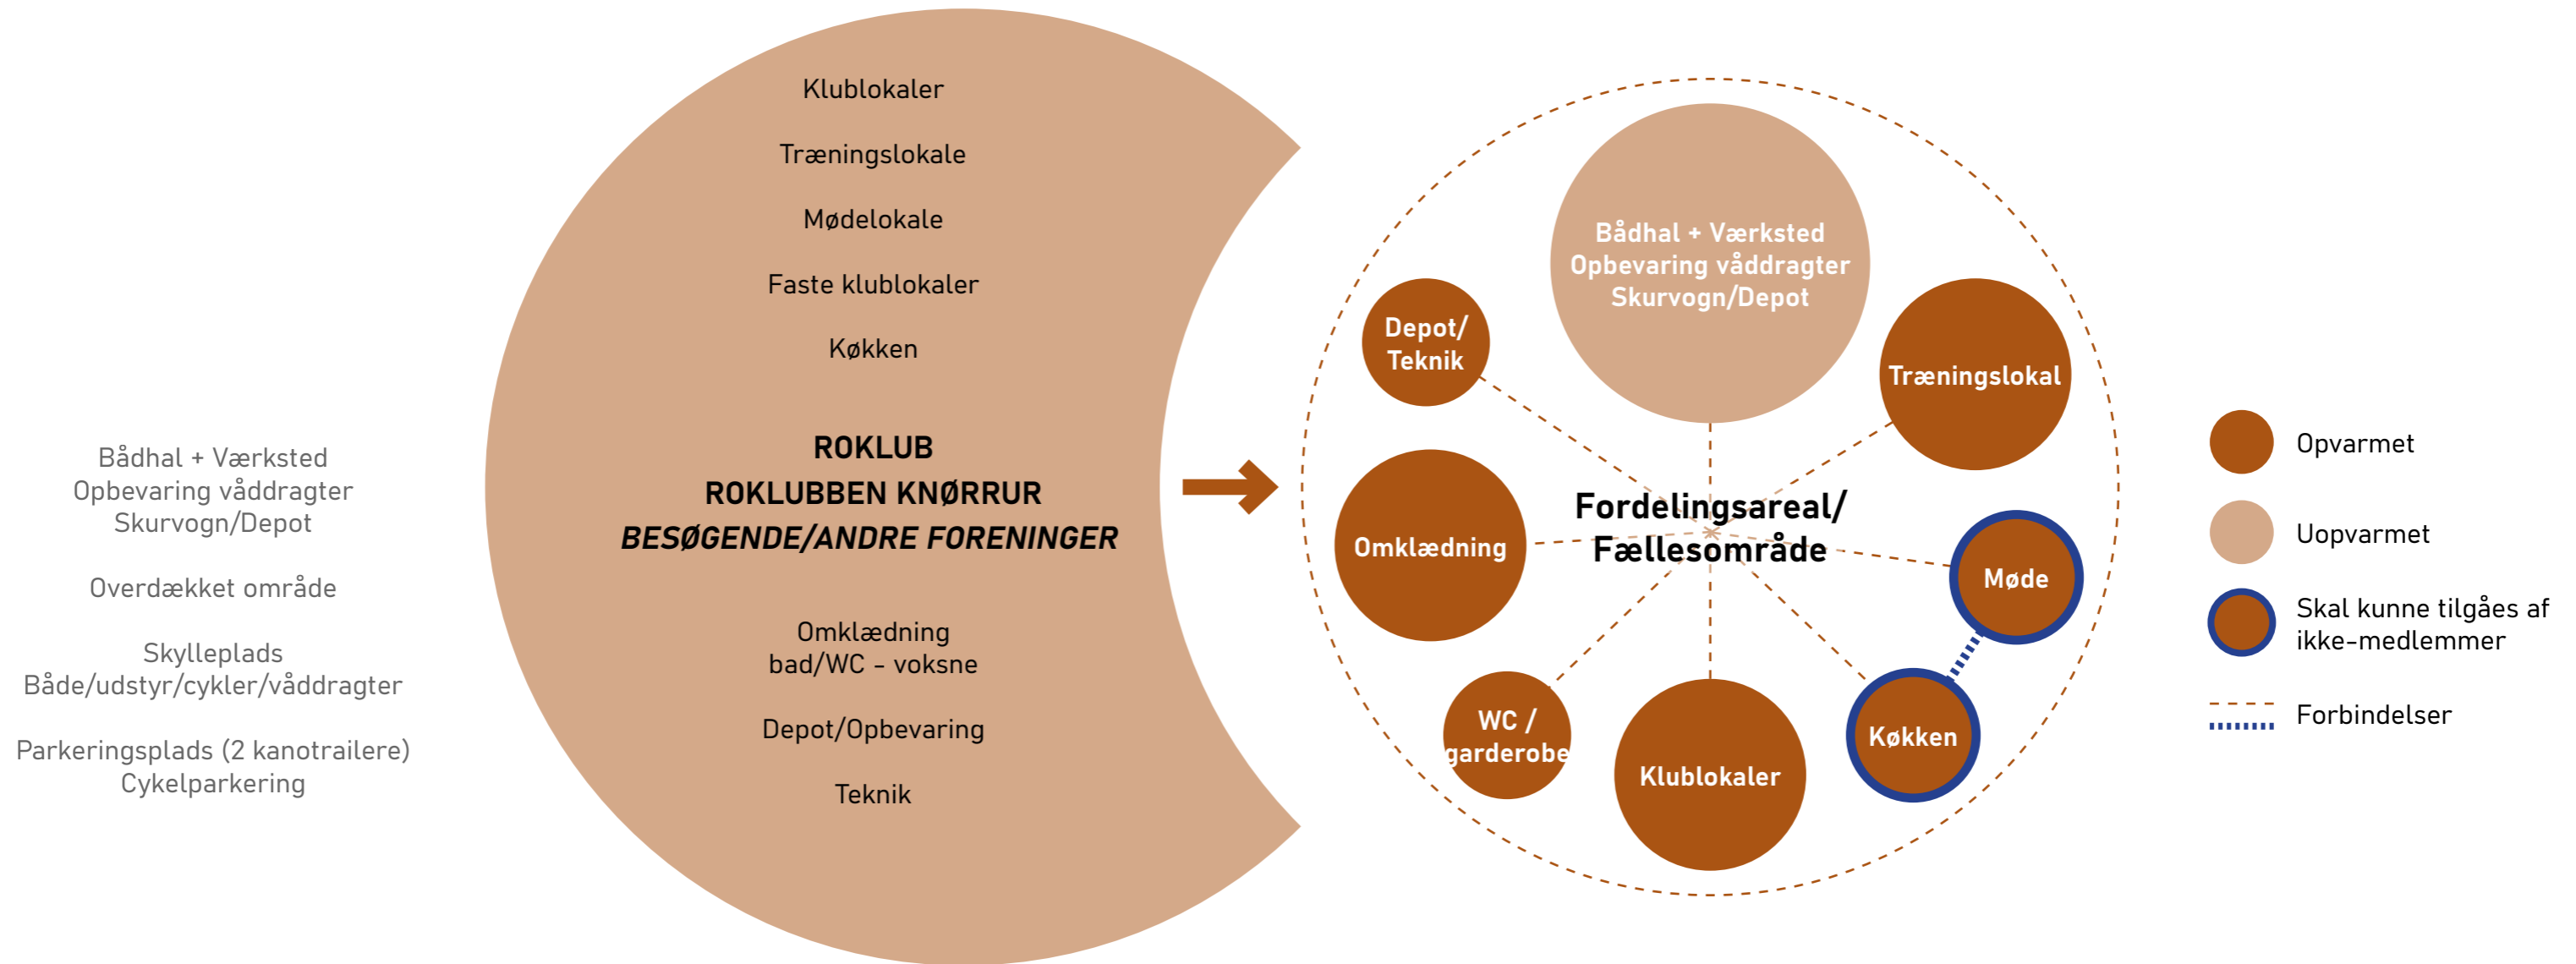 Bådhal + Værksted
Opbevaring våddragter
Skurvogn/Depot
Overdækket område
Skylleplads
Både/udstyr/cykler/våddragter
Parkeringsplads (2 kanotrailere)
Cykelparkering
Klublokaler
Træningslokale
Mødelokale
Faste klublokaler
Køkken
ROKLUB
ROKLUBBEN KNØRRUR
BESØGENDE/ANDRE FORENINGER
Omklædning
bad/WC - voksne
Depot/Opbevaring
Teknik
Bådhal + Værksted
Opbevaring våddragter
Skurvogn/Depot
Depot/
Teknik
Træningslokal
Fordelingsareal/
Fællesområde
Omklædning
Møde
WC /
garderobe
Klublokaler
Køkken
Opvarmet
Uopvarmet
Skal kunne tilgåes af
ikke-medlemmer
Forbindelser